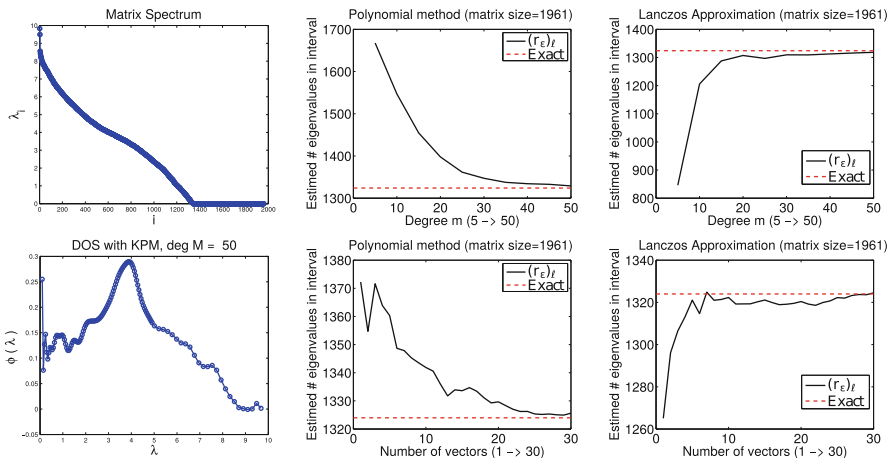 Matrix Spectrum
10
9
8
7
6
5
4
3
2
1
0
λi
0 200 400 600 800 1000 1200 1400 1600 1800 2000
i
Polynomial method (matrix size=1961)
1700
1600
1500
1400
1300
Estimed # eigenvalues in interval
(rε)ℓ
Exact
0 10 20 30 40 50
Degree m (5 −> 50)
Lanczos Approximation (matrix size=1961)
1400
1300
1200
1100
1000
900
800
Estimed # eigenvalues in interval
(rε)ℓ
Exact
0 10 20 30 40 50
Degree m (5 −> 50)
DOS with KPM, deg M = 50
0.3
0.25
0.2
0.15
0.1
0.05
0
−0.05
ϕ ( λ )
0 1 2 3 4 5 6 7 8 9 10
λ
Polynomial method (matrix size=1961)
1380
1370
1360
1350
1340
1330
1320
Estimed # eigenvalues in interval
(rε)ℓ
Exact
0 10 20 30
Number of vectors (1 −> 30)
Lanczos Approximation (matrix size=1961)
1340
1320
1300
1280
1260
Estimed # eigenvalues in interval
(rε)ℓ
Exact
0 10 20 30
Number of vectors (1 −> 30)